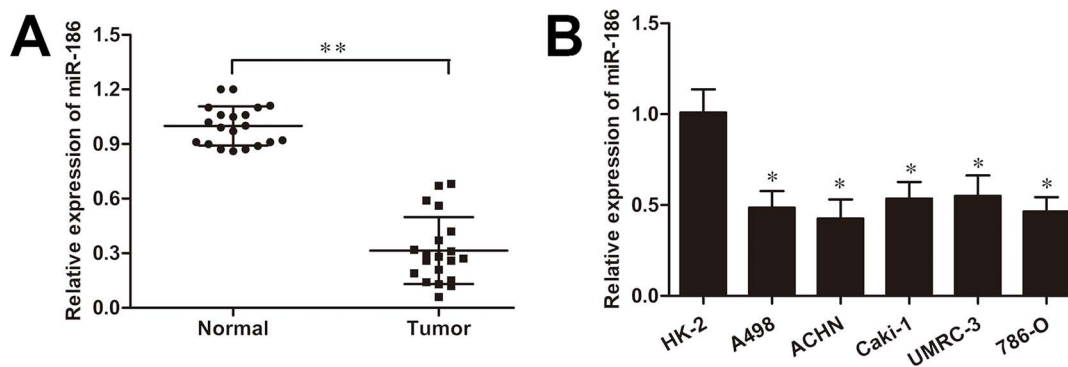 A
Relative expression of miR-186
1.5
1.2
0.9
0.6
0.3
0.0
**
Normal
Tumor
B
Relative expression of miR-186
1.5
1.0
0.5
0.0
*
*
*
*
*
HK-2
A498
ACHN
Caki-1
UMRC-3
786-O